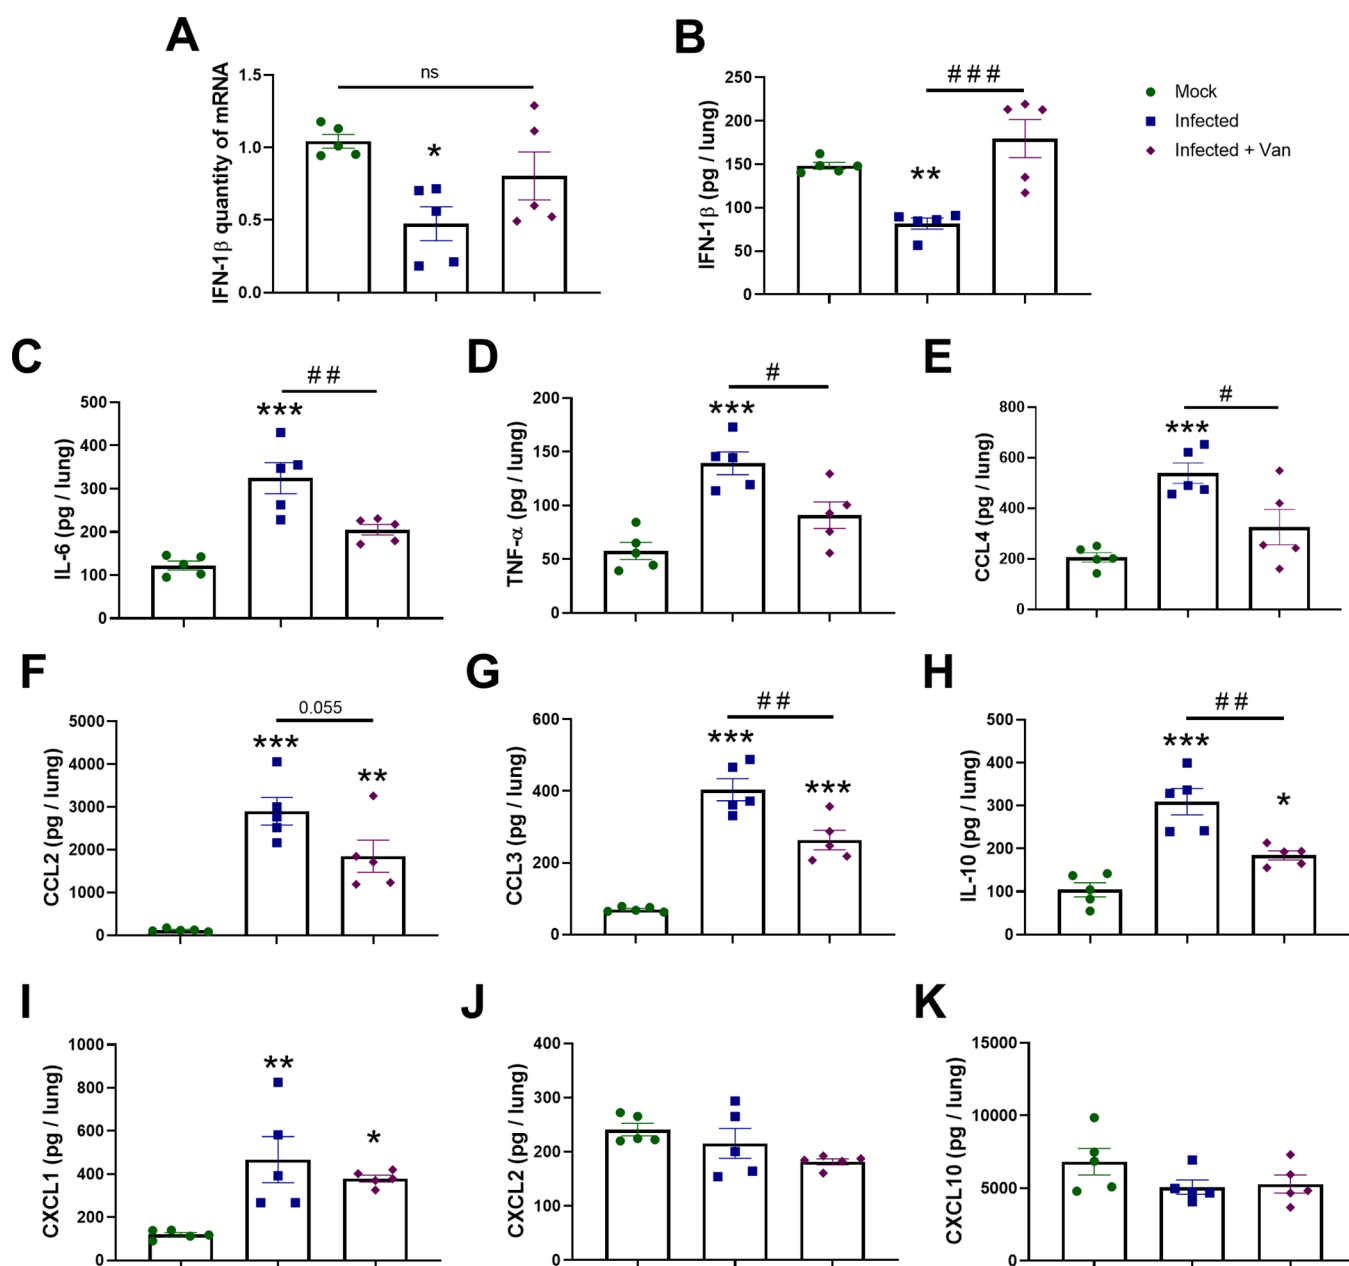 A
IFN-1β quantity of mRNA
1.5
1.0
0.5
0.0
ns
*
B
IFN-1β (pg / lung)
250
200
150
100
50
0
###
**
Mock
Infected
Infected + Van
C
IL-6 (pg / lung)
500
400
300
200
100
0
##
***
D
TNF-α (pg / lung)
200
150
100
50
0
#
***
E
CCL4 (pg / lung)
800
600
400
200
0
#
***
F
CCL2 (pg / lung)
5000
4000
3000
2000
1000
0
0.055
***
**
G
CCL3 (pg / lung)
600
400
200
0
##
***
***
H
IL-10 (pg / lung)
500
400
300
200
100
0
##
***
*
I
CXCL1 (pg / lung)
1000
800
600
400
200
0
**
*
J
CXCL2 (pg / lung)
400
300
200
100
0
K
CXCL10 (pg / lung)
15000
10000
5000
0